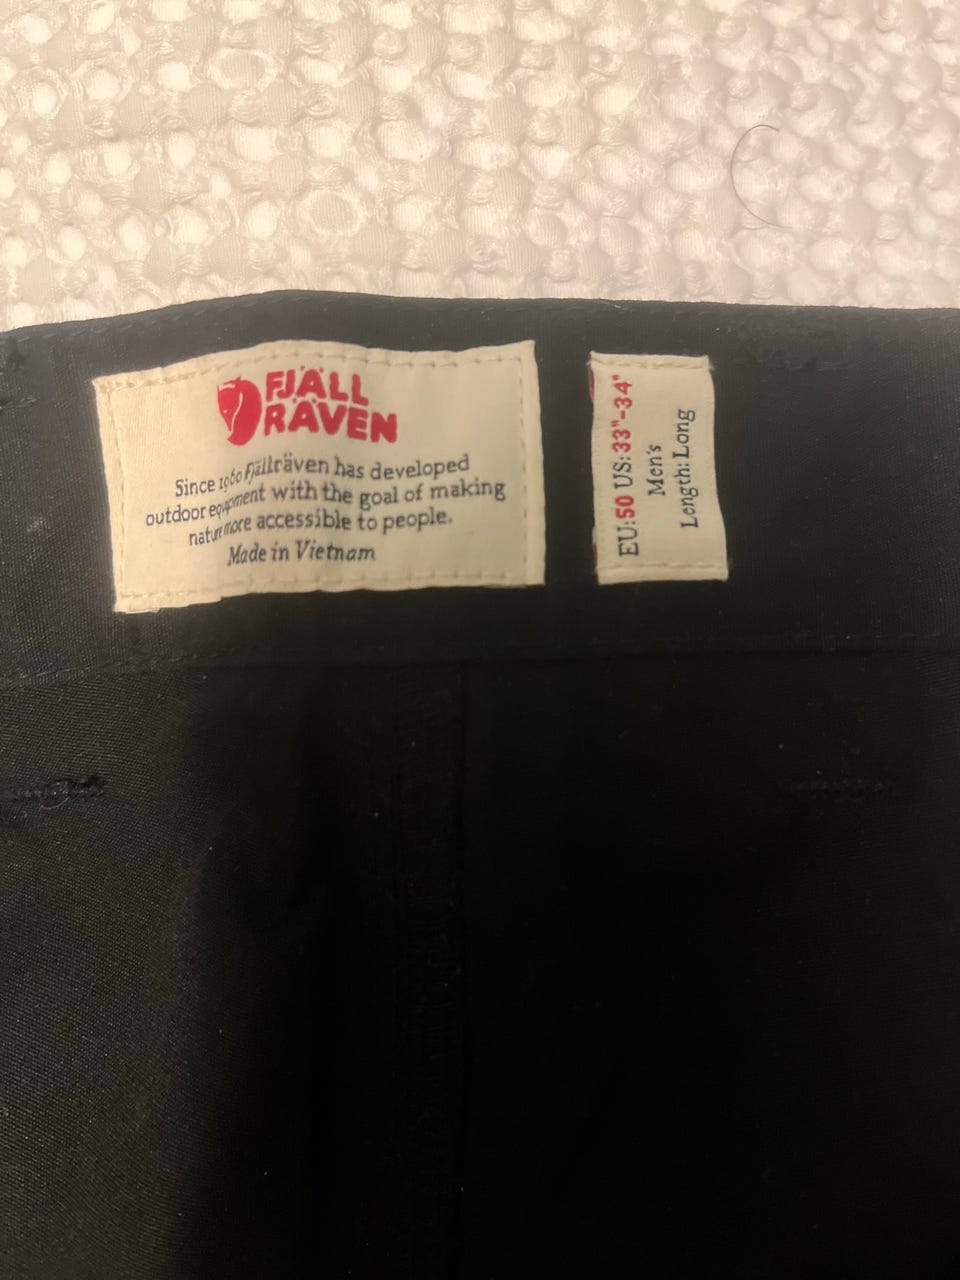 FJÄLL
RÄVEN
Since 1960 Fjällräven has developed
outdoor equipment with the goal of making
nature more accessible to people.
Made in Vietnam
EU:50 US:33"-34"
Men's
Length: Long